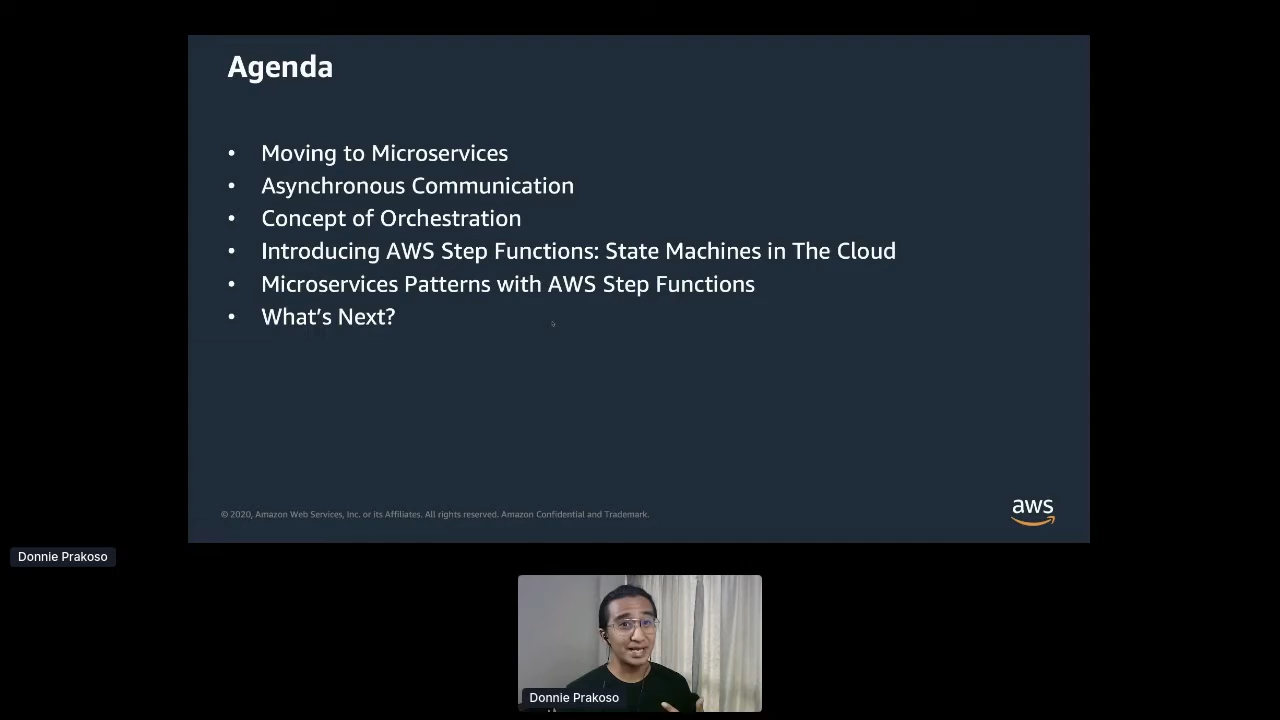 Agenda
• Moving to Microservices
• Asynchronous Communication
• Concept of Orchestration
• Introducing AWS Step Functions: State Machines in The Cloud
• Microservices Patterns with AWS Step Functions
• What’s Next?
© 2020, Amazon Web Services, Inc. or its Affiliates. All rights reserved. Amazon Confidential and Trademark.
aws
Donnie Prakoso
Donnie Prakoso